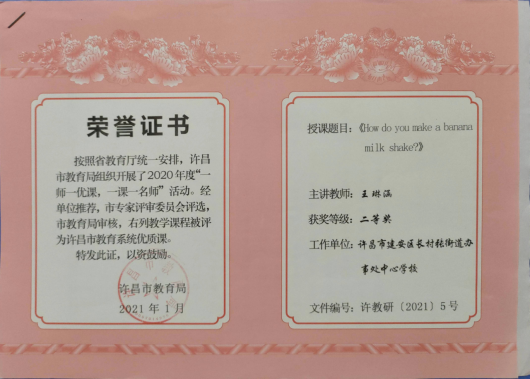 荣誉证书
按照省教育厅统一安排，许昌
市教育局组织开展了2020年度“一
师一优课，一课一名师”活动。经
单位推荐，市专家评审委员会评选，
市教育局审核，右列教学课程被评
为许昌市教育系统优质课。
特发此证，以资鼓励。
许昌市教育局
2021年1月
授课题目：《How do you make a banana
milk shake?》
主讲教师：王琳涵
获奖等级：二等奖
工作单位：许昌市建安区长村张街道办
事处中心学校
文件编号：许教研〔2021〕5号